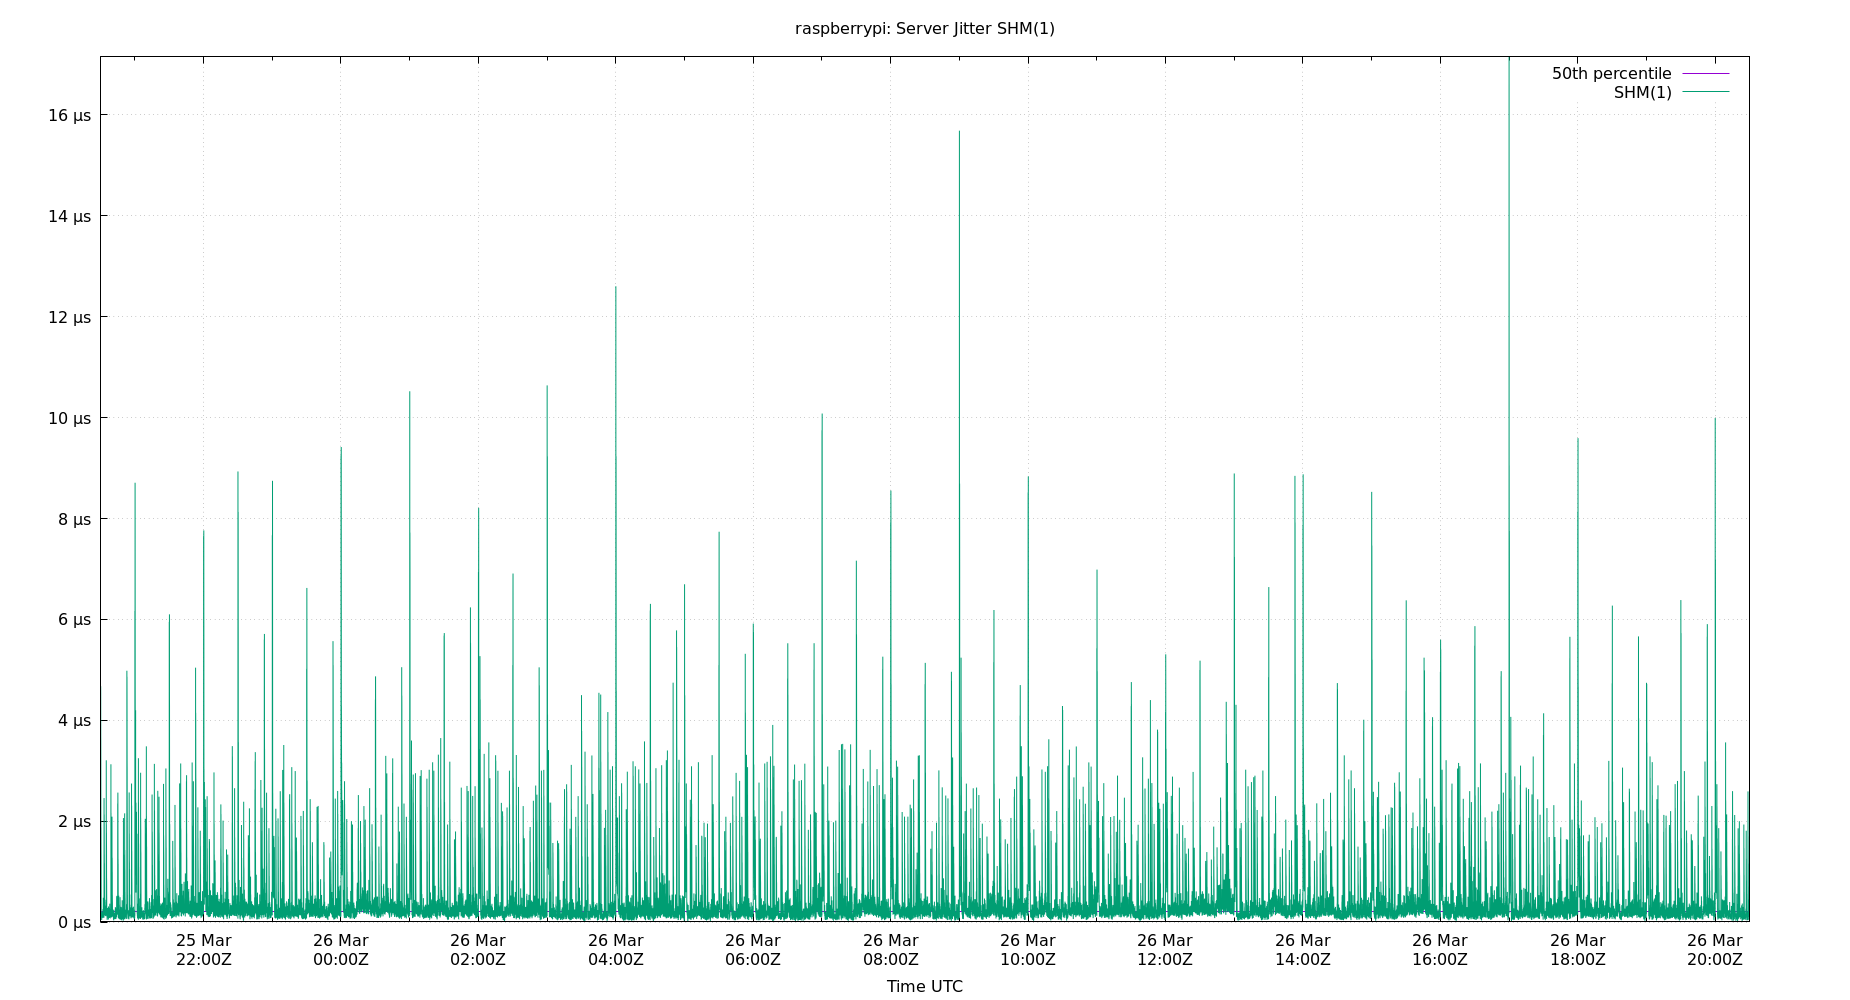 raspberrypi: Server Jitter SHM(1)
50th percentile
SHM(1)
16 µs
14 µs
12 µs
10 µs
8 µs
6 µs
4 µs
2 µs
0 µs
25 Mar 26 Mar 26 Mar 26 Mar 26 Mar 26 Mar 26 Mar 26 Mar 26 Mar 26 Mar 26 Mar 26 Mar
22:00Z 00:00Z 02:00Z 04:00Z 06:00Z 08:00Z 10:00Z 12:00Z 14:00Z 16:00Z 18:00Z 20:00Z
Time UTC